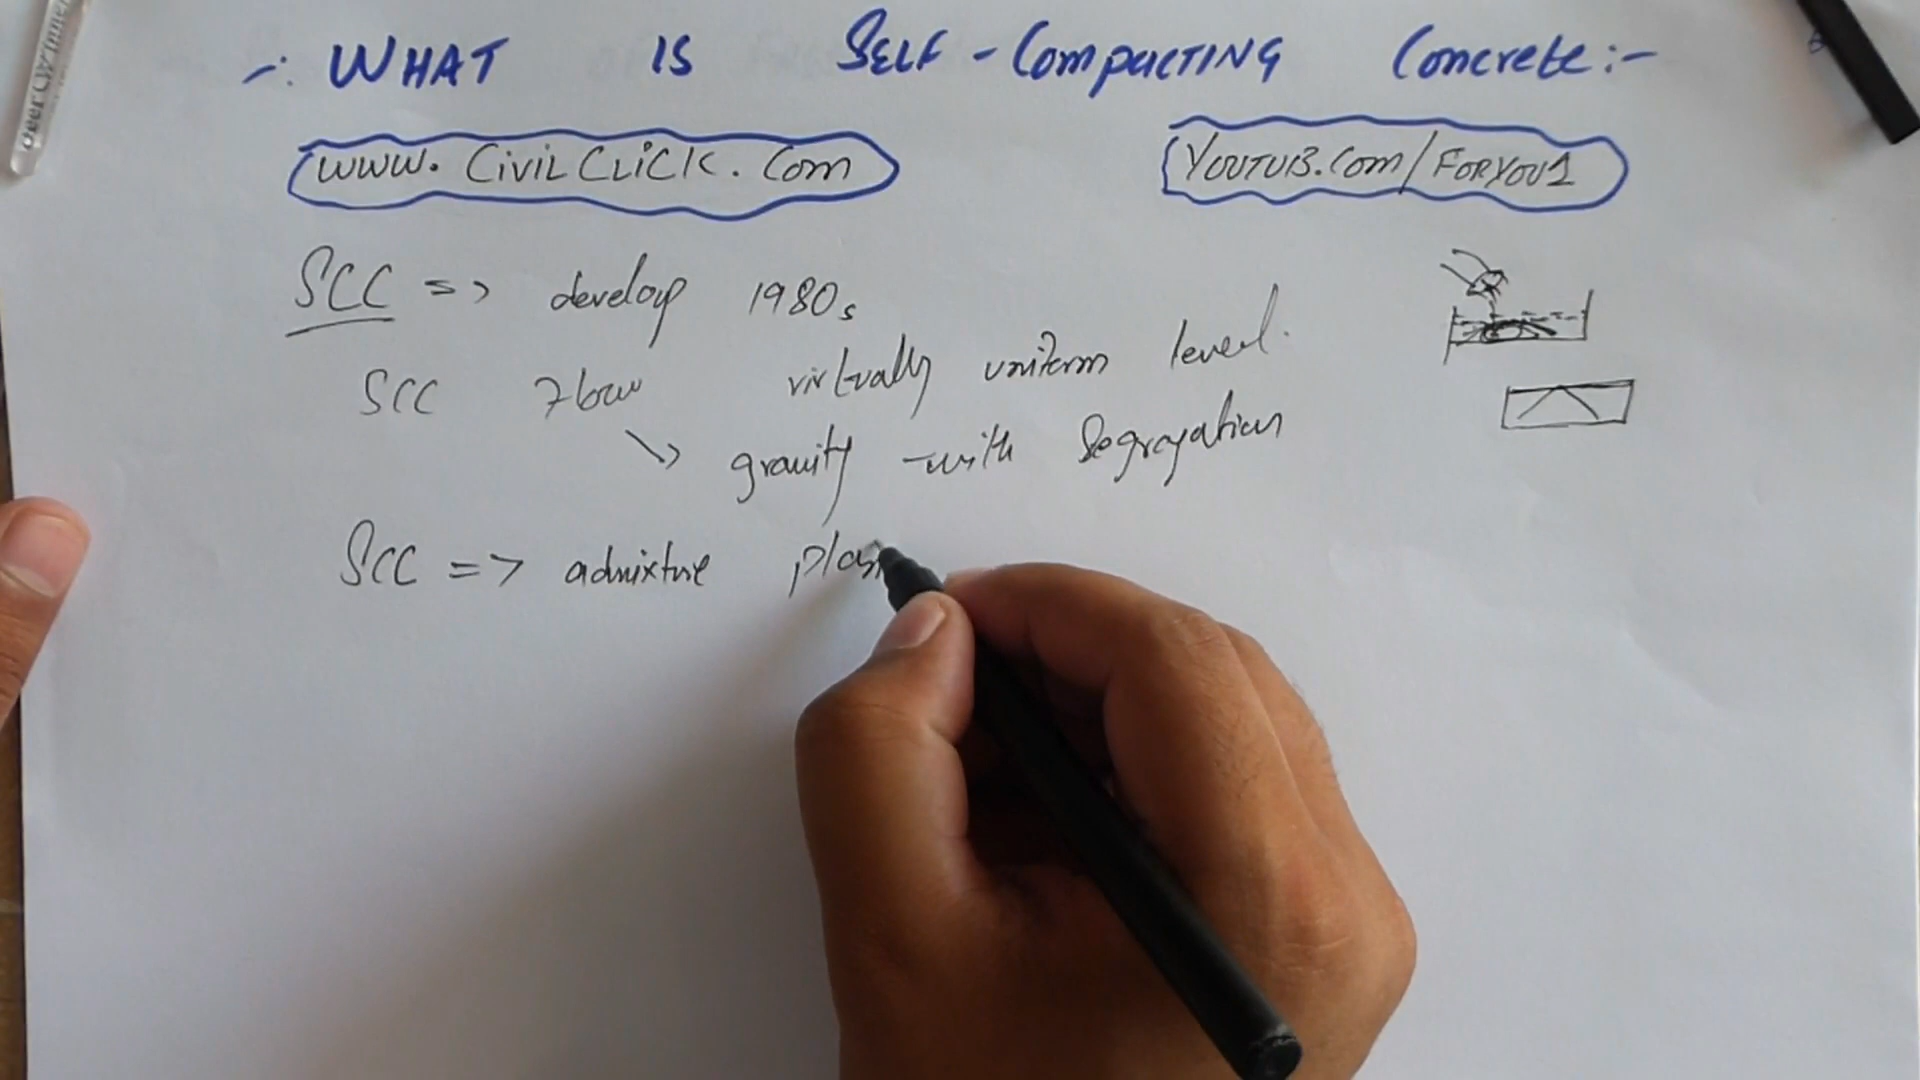 -: WHAT IS SELF-COMPACTING CONCRETE:-
WWW.CIVILCLICK.COM
YOUTUB.COM/FORYOU1
SCC => develop 1980s
SCC Flow virtually uniform level.
gravity -with Segregation
SCC => admixture plas